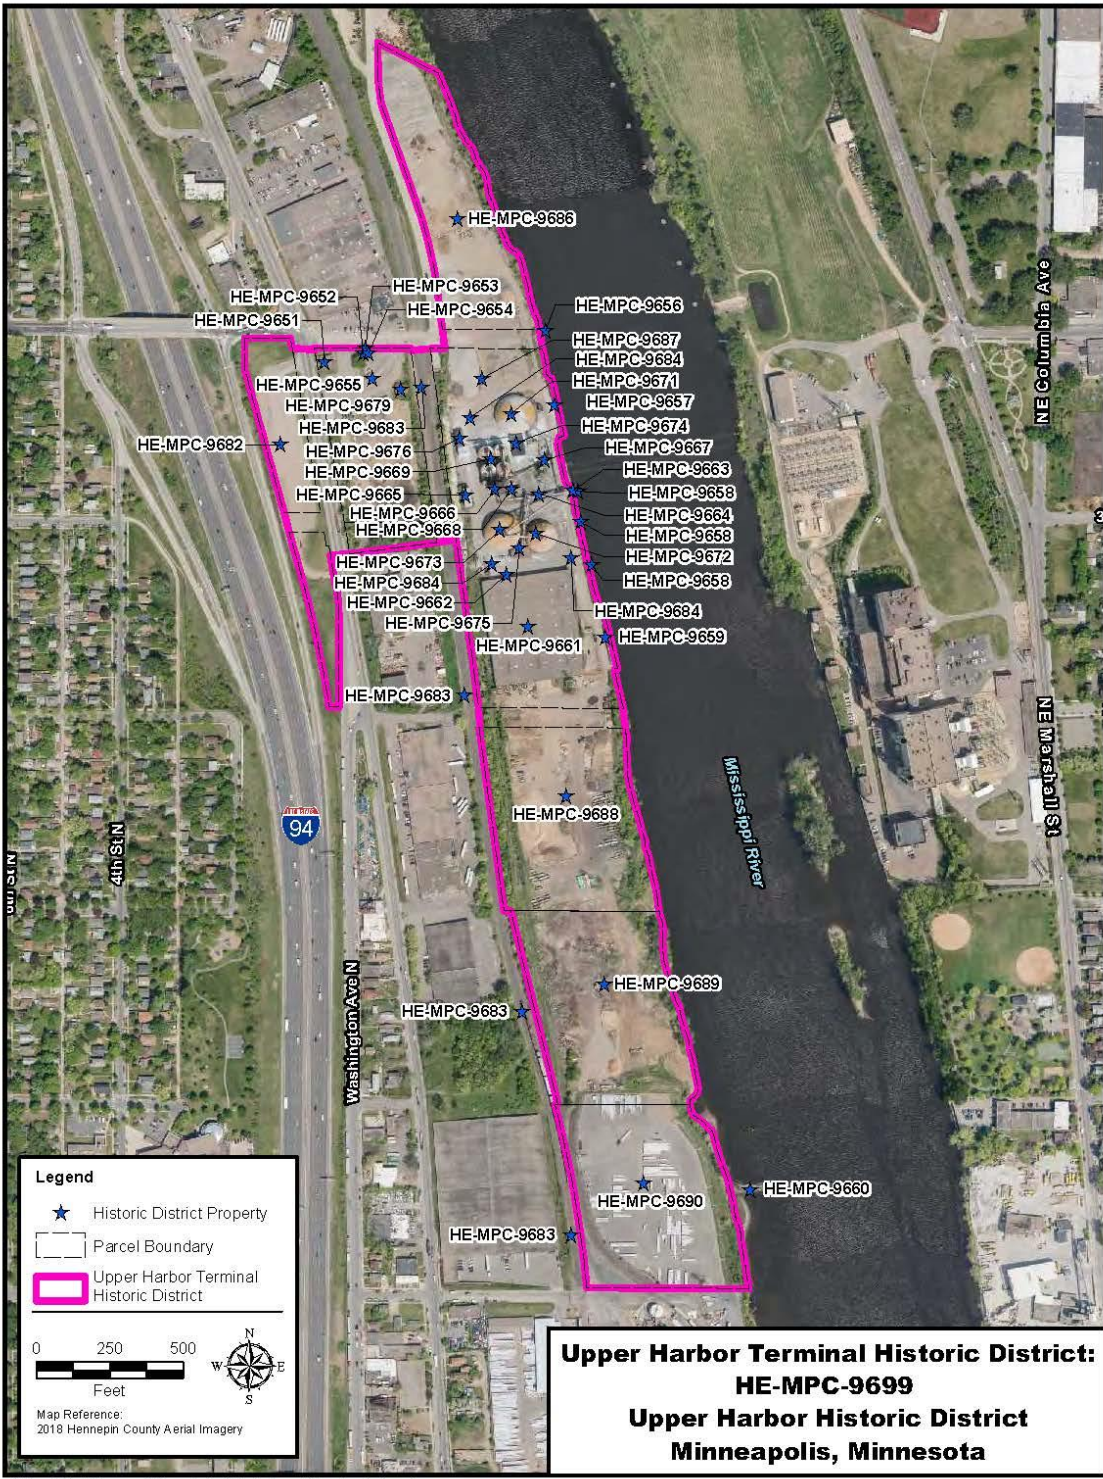 HE-MPC-9686
NE Columbia Ave
HE-MPC-9653
HE-MPC-9652
HE-MPC-9654
HE-MPC-9656
HE-MPC-9651
HE-MPC-9687
HE-MPC-9684
HE-MPC-9655
HE-MPC-9671
HE-MPC-9679
HE-MPC-9657
HE-MPC-9683
HE-MPC-9674
HE-MPC-9682
HE-MPC-9676
HE-MPC-9667
HE-MPC-9669
HE-MPC-9663
HE-MPC-9665
HE-MPC-9658
HE-MPC-9666
HE-MPC-9664
HE-MPC-9668
HE-MPC-9658
HE-MPC-9673
HE-MPC-9672
HE-MPC-9684
HE-MPC-9658
HE-MPC-9662
HE-MPC-9684
HE-MPC-9675
HE-MPC-9659
HE-MPC-9661
HE-MPC-9683
NE Marshall St
Mississippi River
HE-MPC-9688
94
4th St N
HE-MPC-9689
HE-MPC-9683
Washington Ave N
HE-MPC-9660
HE-MPC-9690
HE-MPC-9683
Legend
Historic District Property
Parcel Boundary
Upper Harbor Terminal
Historic District
0 250 500
Feet
N
W E
S
Map Reference:
2018 Hennepin County Aerial Imagery
Upper Harbor Terminal Historic District:
HE-MPC-9699
Upper Harbor Historic District
Minneapolis, Minnesota